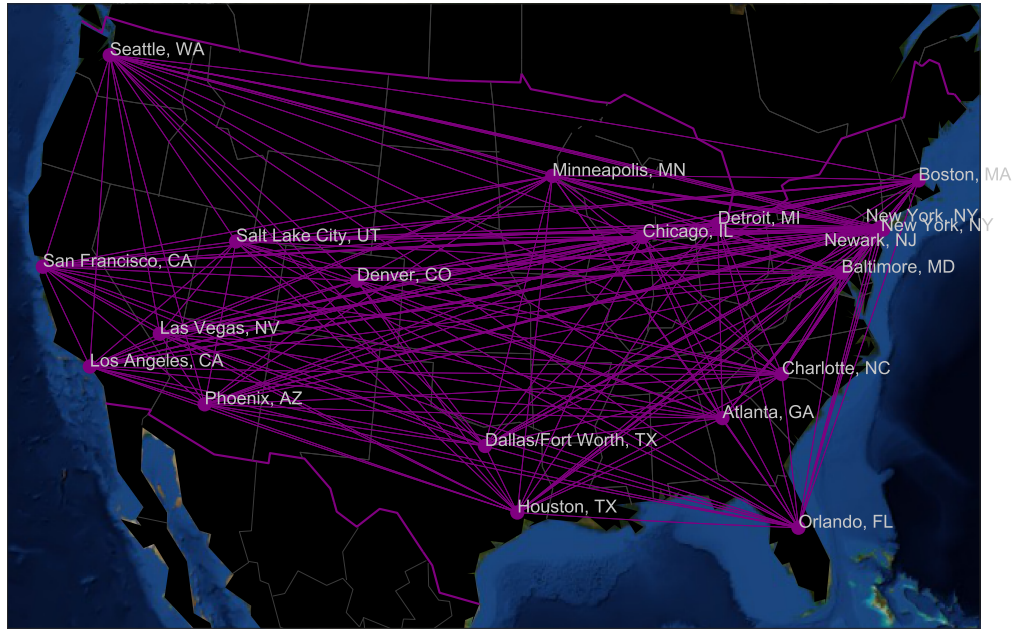 Seattle, WA
Minneapolis, MN
Boston, MA
Detroit, MI
New York, NY
New York, NY
Chicago, IL
Newark, NJ
Salt Lake City, UT
San Francisco, CA
Denver, CO
Baltimore, MD
Las Vegas, NV
Los Angeles, CA
Charlotte, NC
Phoenix, AZ
Atlanta, GA
Dallas/Fort Worth, TX
Houston, TX
Orlando, FL